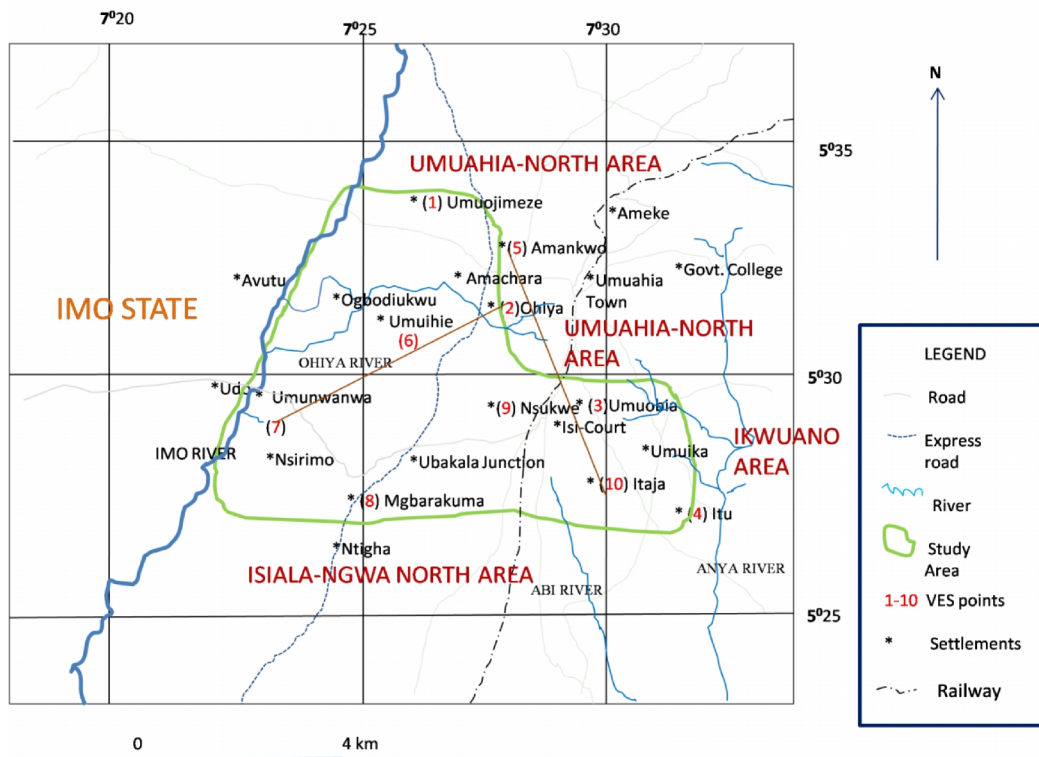 7⁰20
7⁰25
7⁰30
N
5⁰35
UMUAHIA-NORTH AREA
* (1) Umuojimeze
*Ameke
*(5) Amankwo
*Govt. College
*Avutu
*Amachara
*Umuahia
Town
*Ogbodiukwu
*(2)Ohiya
IMO STATE
*Umuihie
(6)
UMUAHIA-NORTH
AREA
OHIYA RIVER
5⁰30
*Udo
* Umunwanwa
*(9) Nsukwe
*(3)Umuobia
(7)
*Isi-Court
IKWUANO
AREA
IMO RIVER
*Nsirimo
*Ubakala Junction
*Umuika
*(10) Itaja
*(8) Mgbarakuma
*(4) Itu
*Ntigha
ISIALA-NGWA NORTH AREA
ANYA RIVER
ABI RIVER
5⁰25
0 4 km
LEGEND
Road
Express
road
River
Study
Area
1-10 VES points
* Settlements
Railway